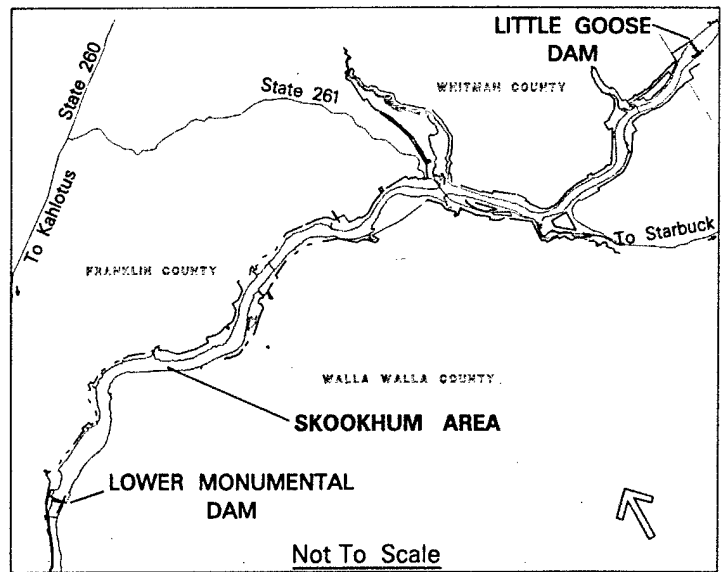 LITTLE GOOSE
DAM
WHITMAN COUNTY
State 260
State 261
To Kahlotus
To Starbuck
FRANKLIN COUNTY
WALLA WALLA COUNTY
SKOOKHUM AREA
LOWER MONUMENTAL
DAM
Not To Scale